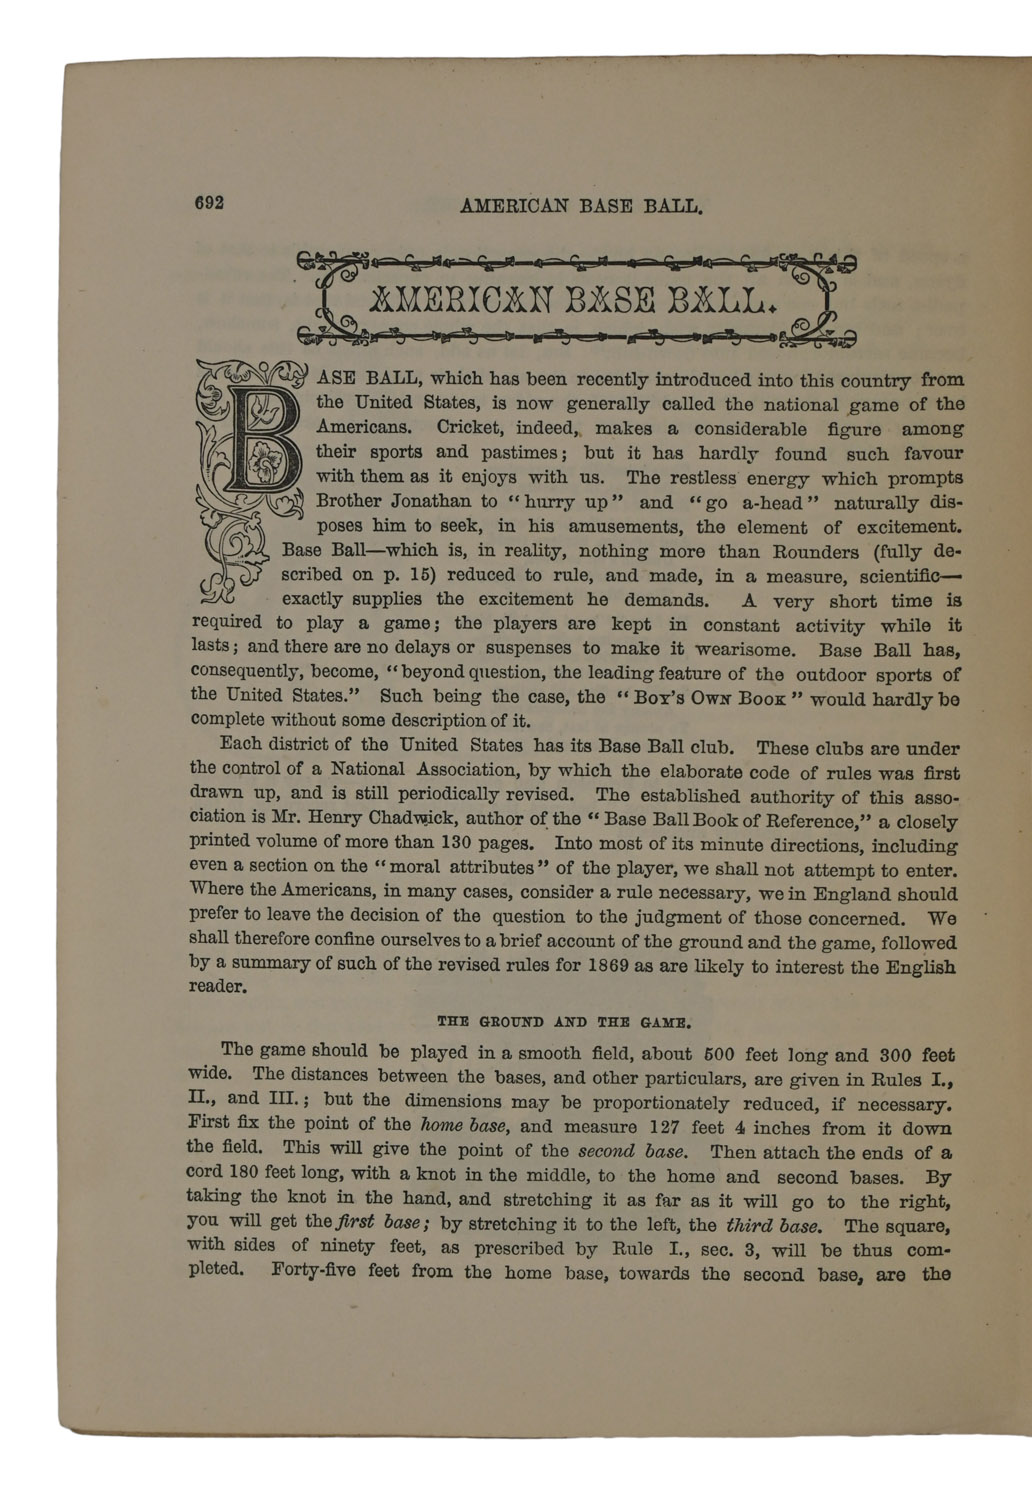 692
AMERICAN BASE BALL.
AMERICAN BASE BALL.
BASE BALL, which has been recently introduced into this country from
the United States, is now generally called the national game of the
Americans. Cricket, indeed, makes a considerable figure among
their sports and pastimes; but it has hardly found such favour
with them as it enjoys with us. The restless energy which prompts
Brother Jonathan to “hurry up” and “go a-head” naturally dis-
poses him to seek, in his amusements, the element of excitement.
Base Ball—which is, in reality, nothing more than Rounders (fully de-
scribed on p. 15) reduced to rule, and made, in a measure, scientific—
exactly supplies the excitement he demands. A very short time is
required to play a game; the players are kept in constant activity while it
lasts; and there are no delays or suspenses to make it wearisome. Base Ball has,
consequently, become, “beyond question, the leading feature of the outdoor sports of
the United States.” Such being the case, the “Boy's Own Book” would hardly be
complete without some description of it.
Each district of the United States has its Base Ball club. These clubs are under
the control of a National Association, by which the elaborate code of rules was first
drawn up, and is still periodically revised. The established authority of this asso-
ciation is Mr. Henry Chadwick, author of the “Base Ball Book of Reference,” a closely
printed volume of more than 130 pages. Into most of its minute directions, including
even a section on the “moral attributes” of the player, we shall not attempt to enter.
Where the Americans, in many cases, consider a rule necessary, we in England should
prefer to leave the decision of the question to the judgment of those concerned. We
shall therefore confine ourselves to a brief account of the ground and the game, followed
by a summary of such of the revised rules for 1869 as are likely to interest the English
reader.
THE GROUND AND THE GAME.
The game should be played in a smooth field, about 500 feet long and 300 feet
wide. The distances between the bases, and other particulars, are given in Rules I.,
II., and III.; but the dimensions may be proportionately reduced, if necessary.
First fix the point of the home base, and measure 127 feet 4 inches from it down
the field. This will give the point of the second base. Then attach the ends of a
cord 180 feet long, with a knot in the middle, to the home and second bases. By
taking the knot in the hand, and stretching it as far as it will go to the right,
you will get the first base; by stretching it to the left, the third base. The square,
with sides of ninety feet, as prescribed by Rule I., sec. 3, will be thus com-
pleted. Forty-five feet from the home base, towards the second base, are the